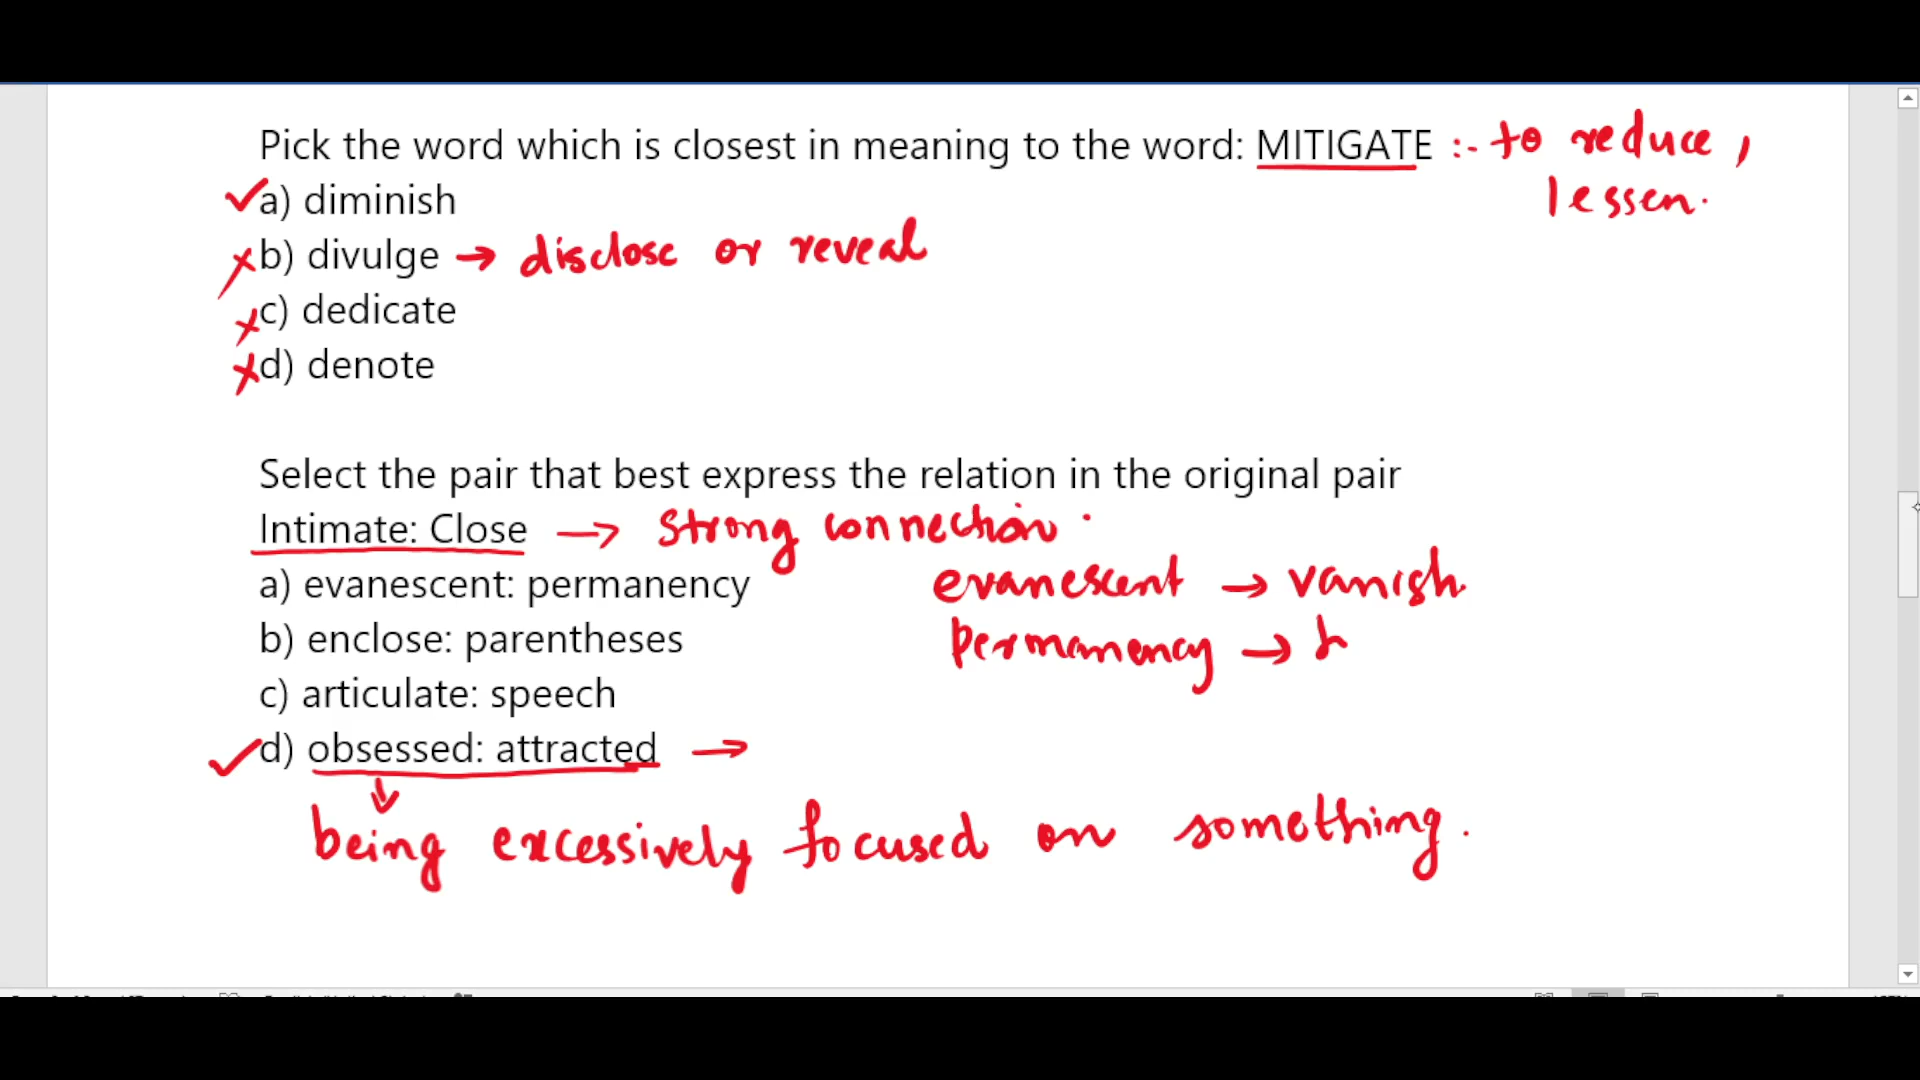 Pick the word which is closest in meaning to the word: MITIGATE :- to reduce,
lessen.
a) diminish
b) divulge → disclose or reveal
c) dedicate
d) denote
Select the pair that best express the relation in the original pair
Intimate: Close → strong connection.
a) evanescent: permanency
evanescent → vanish.
b) enclose: parentheses
permanency →
c) articulate: speech
d) obsessed: attracted →
being excessively focused on something.